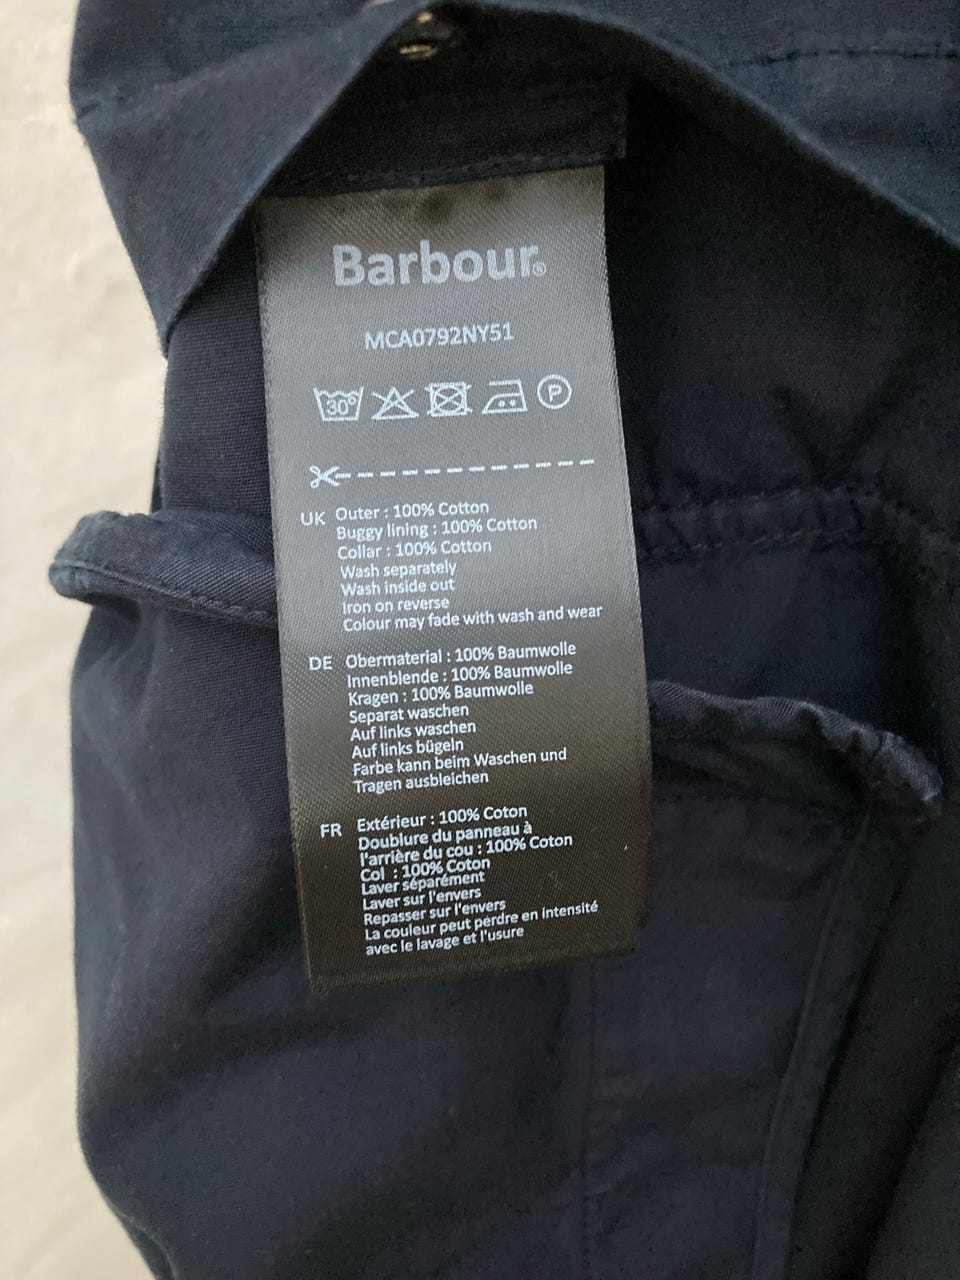 Barbour®
MCA0792NY51
30° P
UK Outer : 100% Cotton
Buggy lining : 100% Cotton
Collar : 100% Cotton
Wash separately
Wash inside out
Iron on reverse
Colour may fade with wash and wear
DE Obermaterial : 100% Baumwolle
Innenblende : 100% Baumwolle
Kragen : 100% Baumwolle
Separat waschen
Auf links waschen
Auf links bügeln
Farbe kann beim Waschen und
Tragen ausbleichen
FR Extérieur : 100% Coton
Doublure du panneau à
l'arrière du cou : 100% Coton
Col : 100% Coton
Laver séparément
Laver sur l'envers
Repasser sur l'envers
La couleur peut perdre en intensité
avec le lavage et l'usure